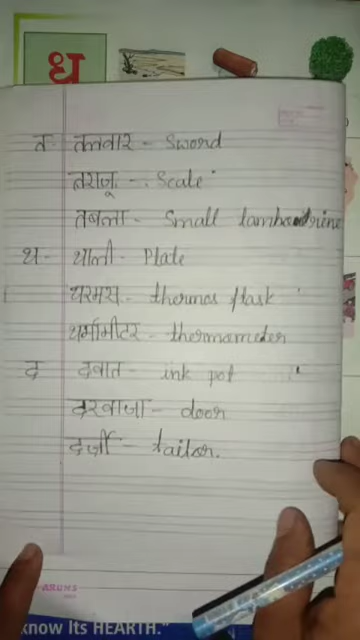 ध
त- तलवार - Sword
तराजू - Scale
तबला - Small tambourine
थ - थाली - Plate
थरमस - thermos flask
थर्मामीटर - thermometer
द दवात - ink pot
दरवाजा - door
दर्जी - tailor.
know Its HEARTH."